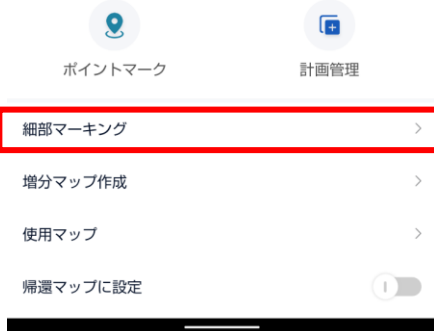 ポイントマーク
計画管理
細部マーキング
増分マップ作成
使用マップ
帰還マップに設定